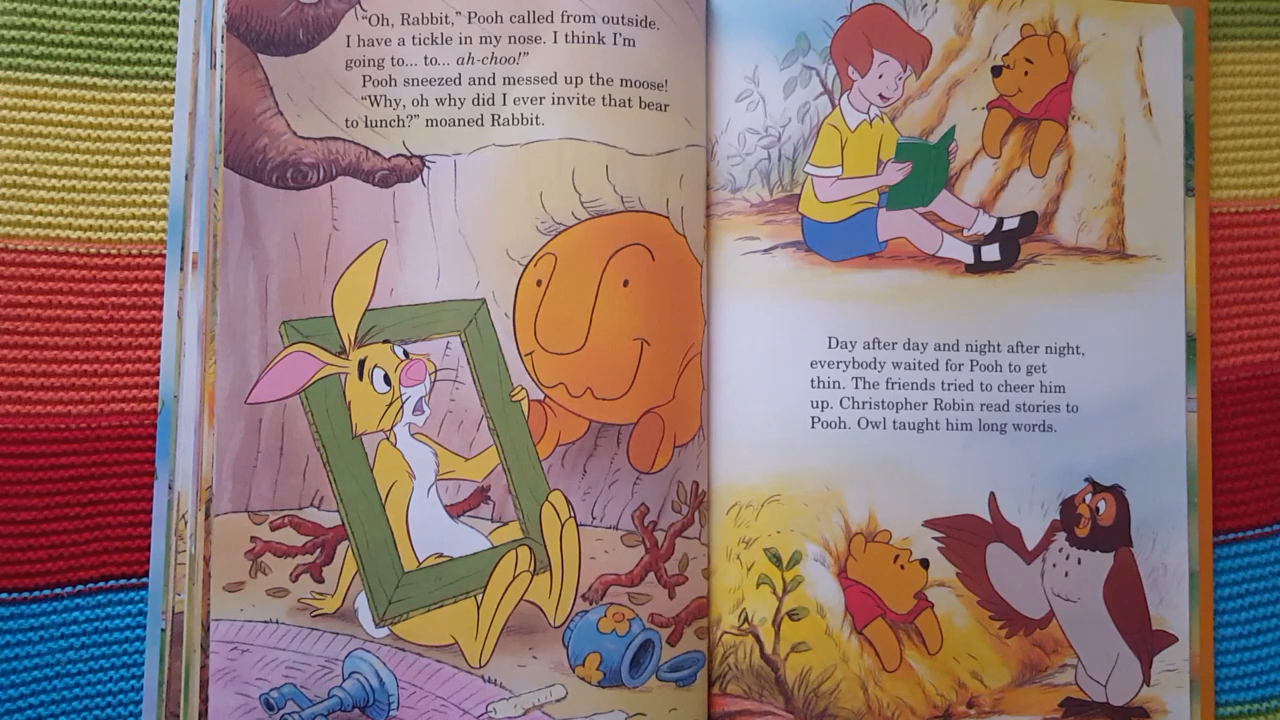 “Oh, Rabbit,” Pooh called from outside.
I have a tickle in my nose. I think I’m
going to... to... ah-choo!”
Pooh sneezed and messed up the moose!
“Why, oh why did I ever invite that bear
to lunch?” moaned Rabbit.
Day after day and night after night,
everybody waited for Pooh to get
thin. The friends tried to cheer him
up. Christopher Robin read stories to
Pooh. Owl taught him long words.